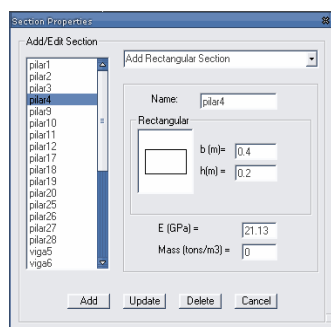 Section Properties
Add/Edit Section
pilar1
pilar2
pilar3
pilar4
pilar9
pilar10
pilar11
pilar12
pilar17
pilar18
pilar19
pilar20
pilar25
pilar26
pilar27
pilar28
viga5
viga6
Add Rectangular Section
Name: pilar4
Rectangular
b (m)= 0.4
h(m)= 0.2
E (GPa) = 21.13
Mass (tons/m3) = 0
Add Update Delete Cancel